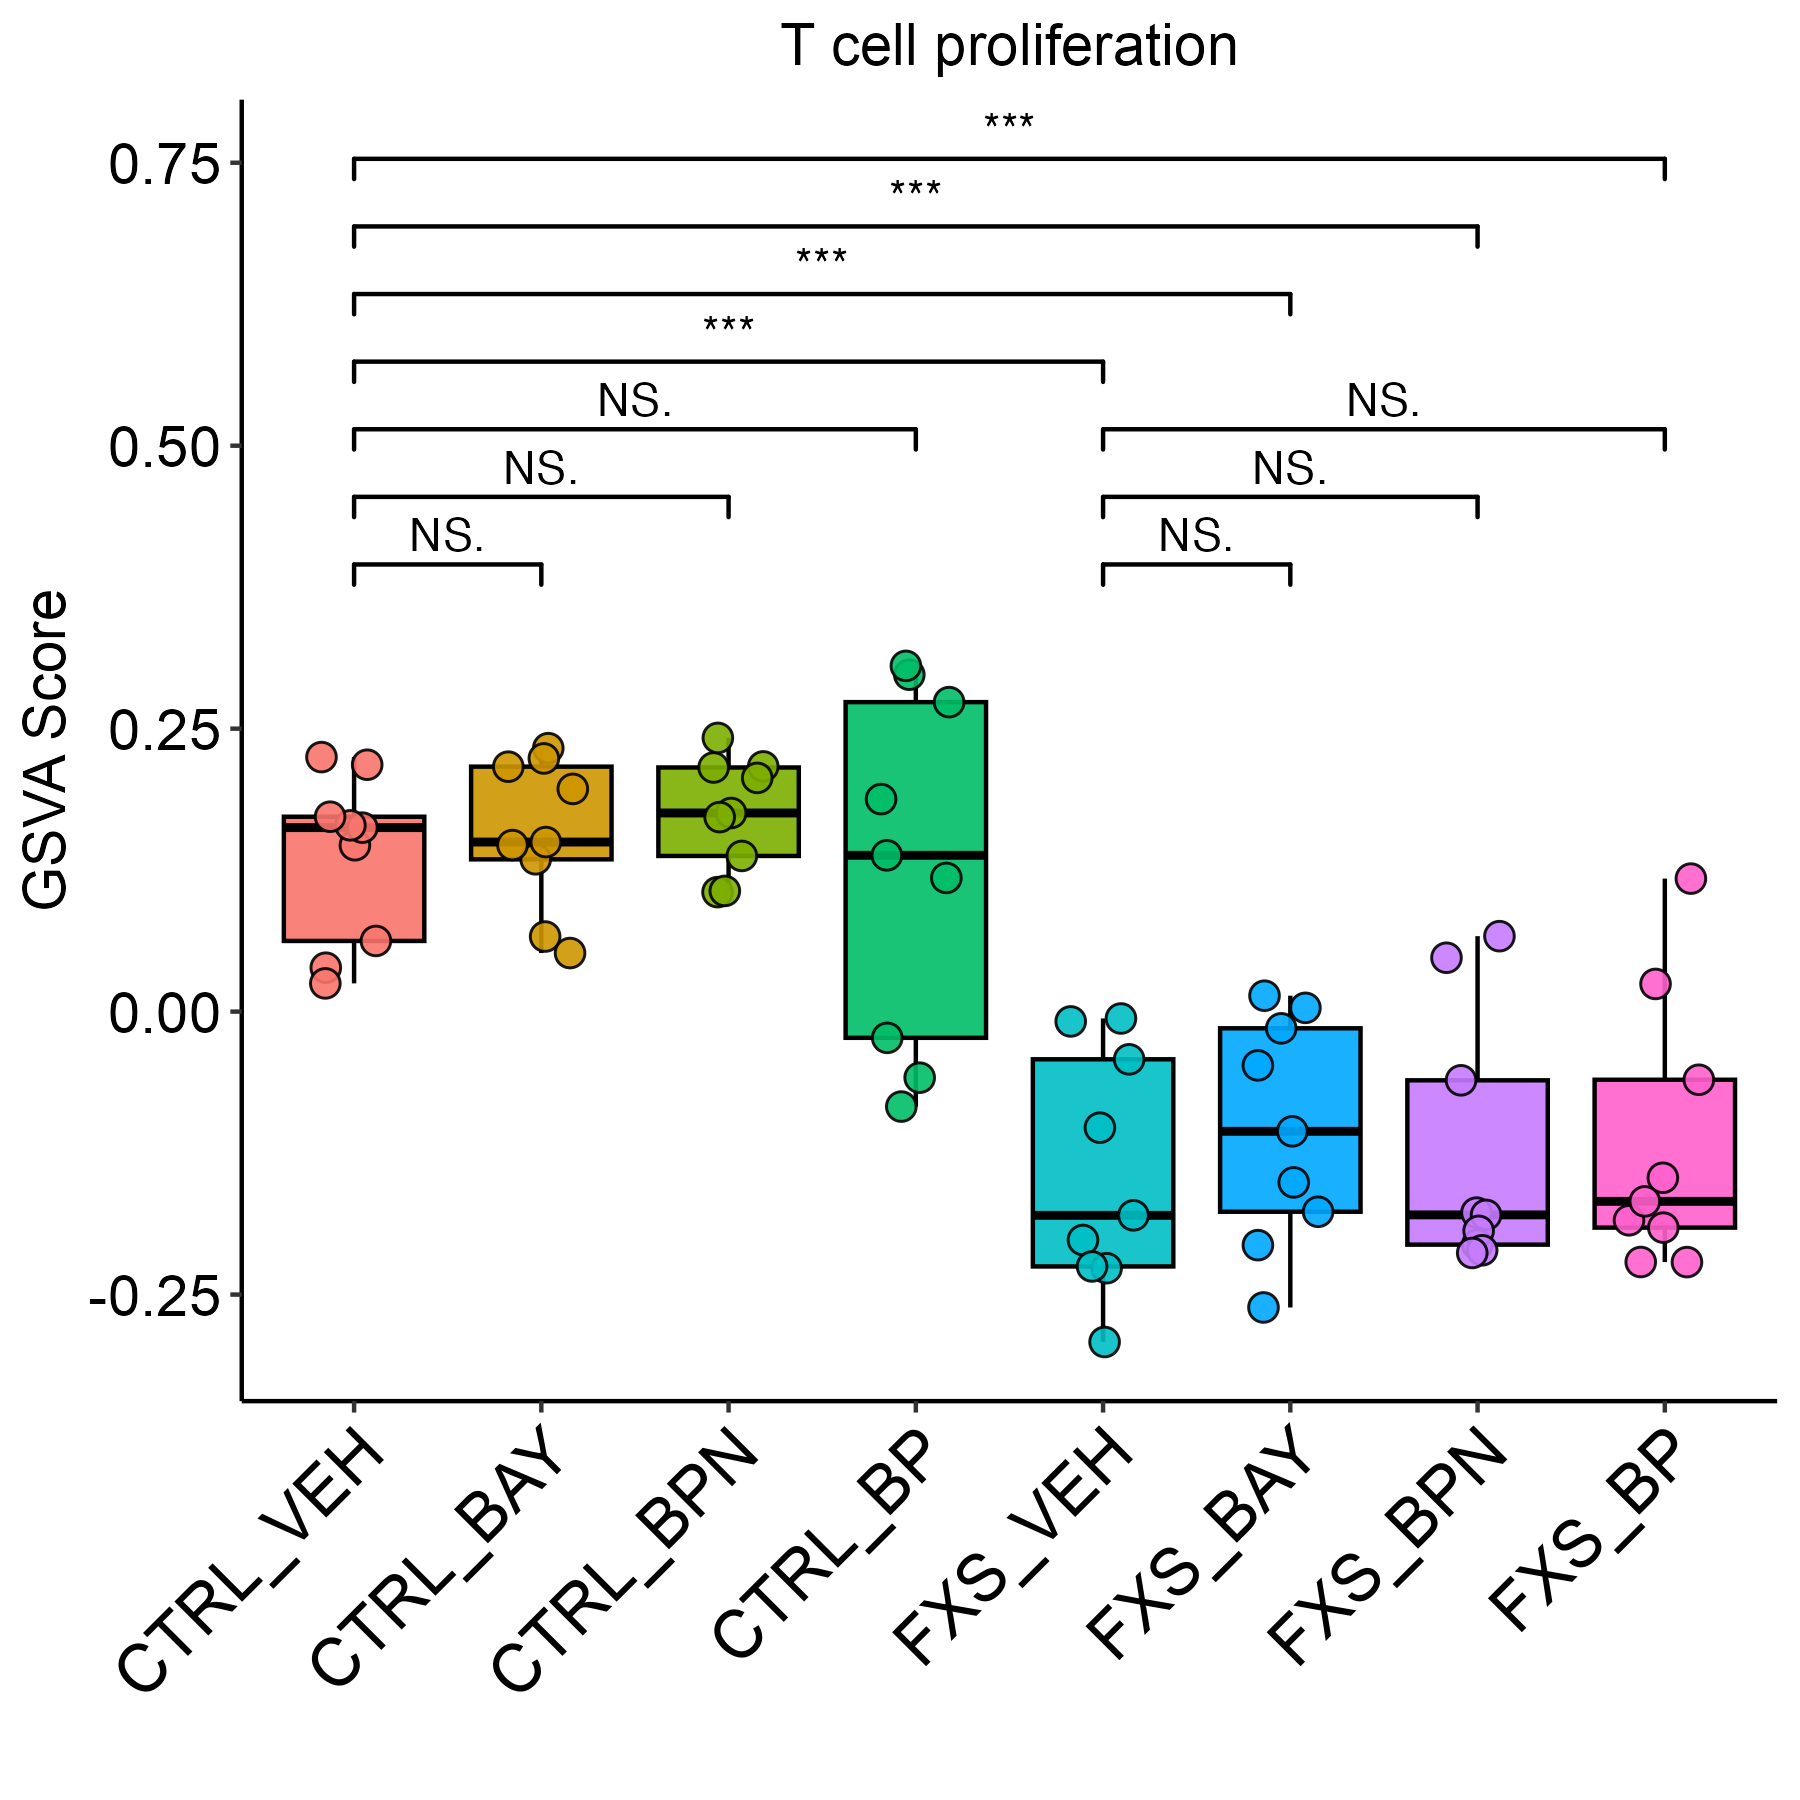 T cell proliferation
***
0.75
***
***
***
NS.
NS.
0.50
NS.
NS.
NS.
NS.
GSVA Score
0.25
0.00
-0.25
CTRL_VEH
CTRL_BAY
CTRL_BPN
CTRL_BP
FXS_VEH
FXS_BAY
FXS_BPN
FXS_BP